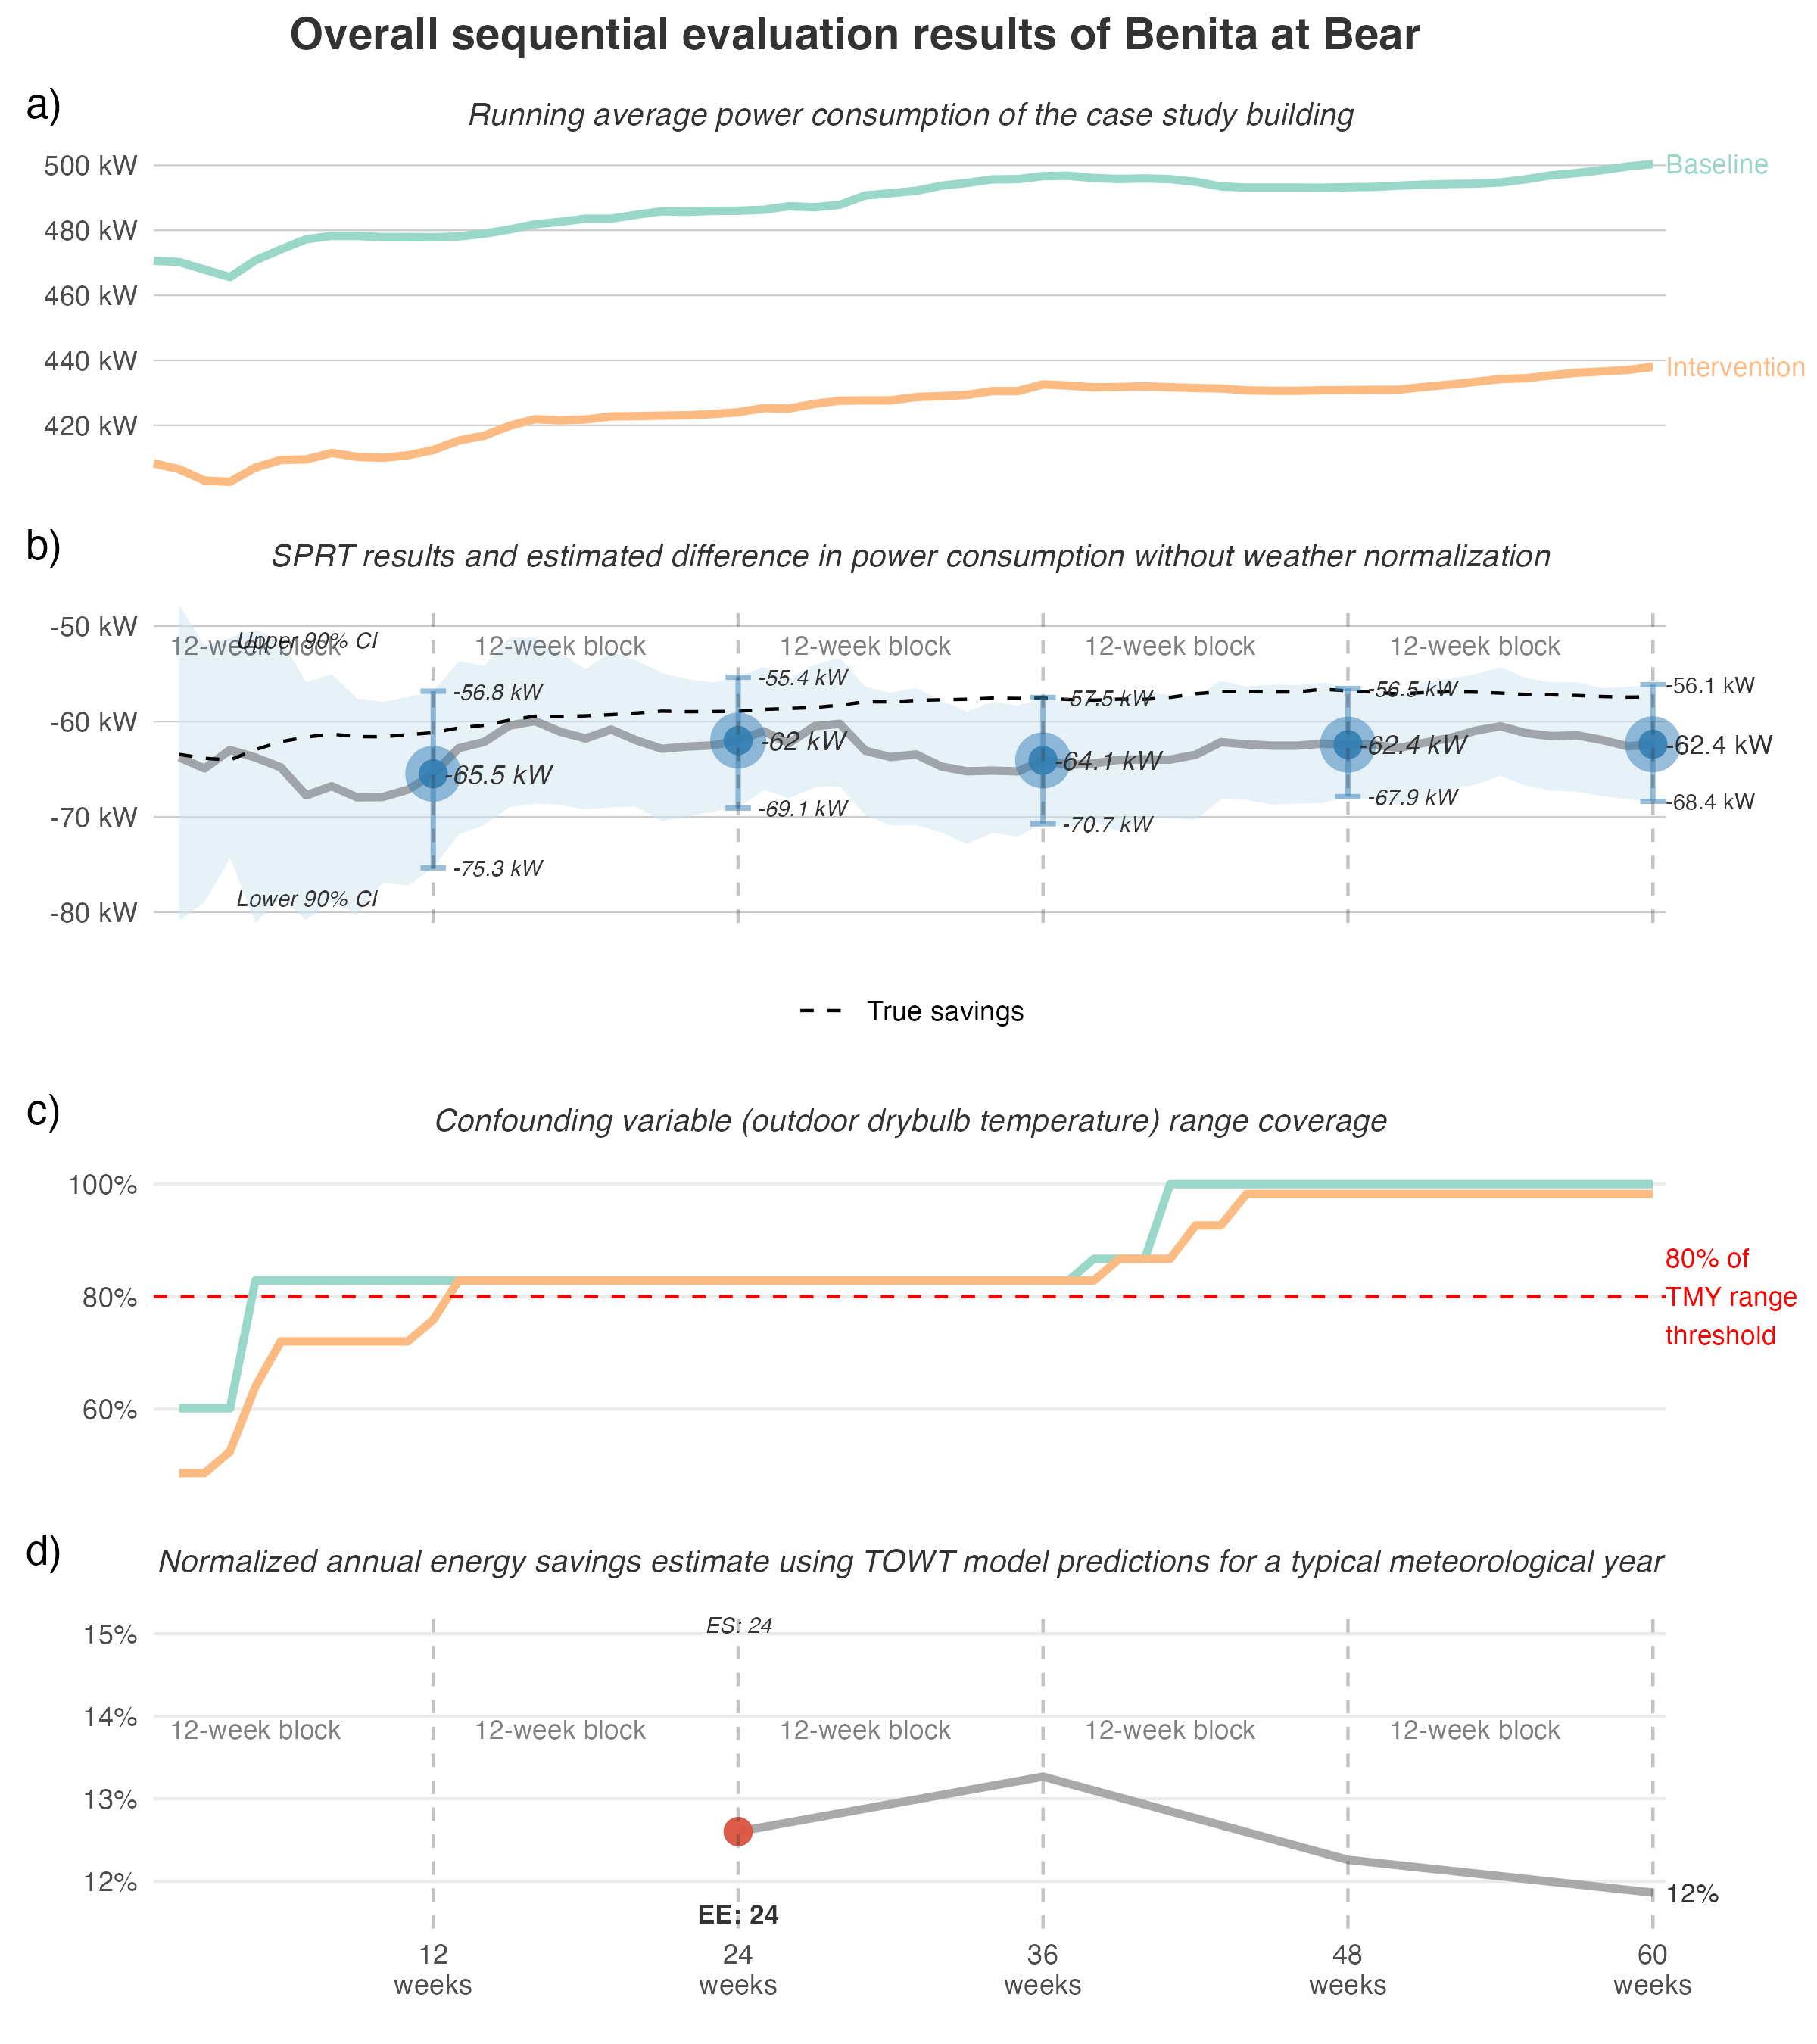 Overall sequential evaluation results of Benita at Bear
a)
Running average power consumption of the case study building
500 kW
480 kW
460 kW
440 kW
420 kW
Baseline
Intervention
b)
SPRT results and estimated difference in power consumption without weather normalization
-50 kW
-60 kW
-70 kW
-80 kW
12-week block
12-week block
12-week block
12-week block
12-week block
Upper 90% CI
Lower 90% CI
-56.8 kW
-65.5 kW
-75.3 kW
-55.4 kW
-62 kW
-69.1 kW
-57.5 kW
-64.1 kW
-70.7 kW
-56.5 kW
-62.4 kW
-67.9 kW
-56.1 kW
-62.4 kW
-68.4 kW
True savings
c)
Confounding variable (outdoor drybulb temperature) range coverage
100%
80%
60%
80% of
TMY range
threshold
d)
Normalized annual energy savings estimate using TOWT model predictions for a typical meteorological year
15%
14%
13%
12%
ES: 24
12-week block
12-week block
12-week block
12-week block
12-week block
12%
EE: 24
12
weeks
24
weeks
36
weeks
48
weeks
60
weeks